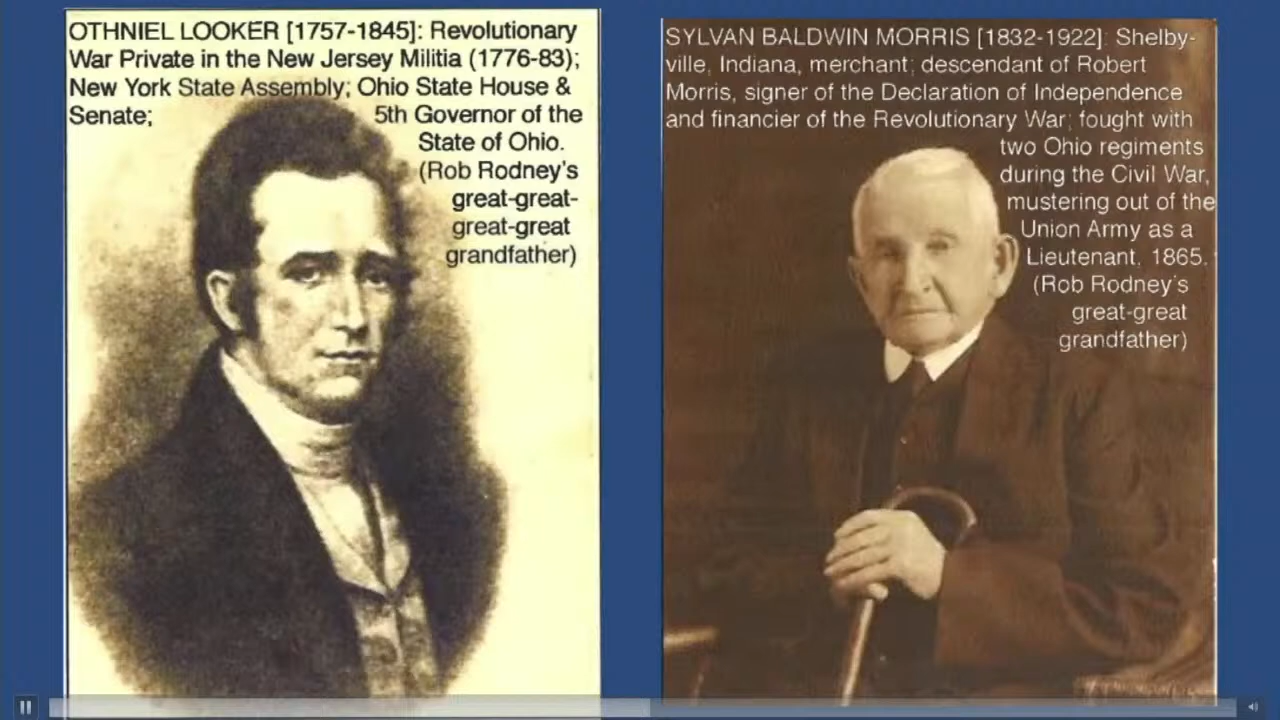 OTHNIEL LOOKER [1757-1845]: Revolutionary
War Private in the New Jersey Militia (1776-83);
New York State Assembly; Ohio State House &
Senate; 5th Governor of the
State of Ohio.
(Rob Rodney's
great-great-
great-great
grandfather)
SYLVAN BALDWIN MORRIS [1832-1922]: Shelby-
ville, Indiana, merchant; descendant of Robert
Morris, signer of the Declaration of Independence
and financier of the Revolutionary War; fought with
two Ohio regiments
during the Civil War,
mustering out of the
Union Army as a
Lieutenant, 1865.
(Rob Rodney's
great-great
grandfather)